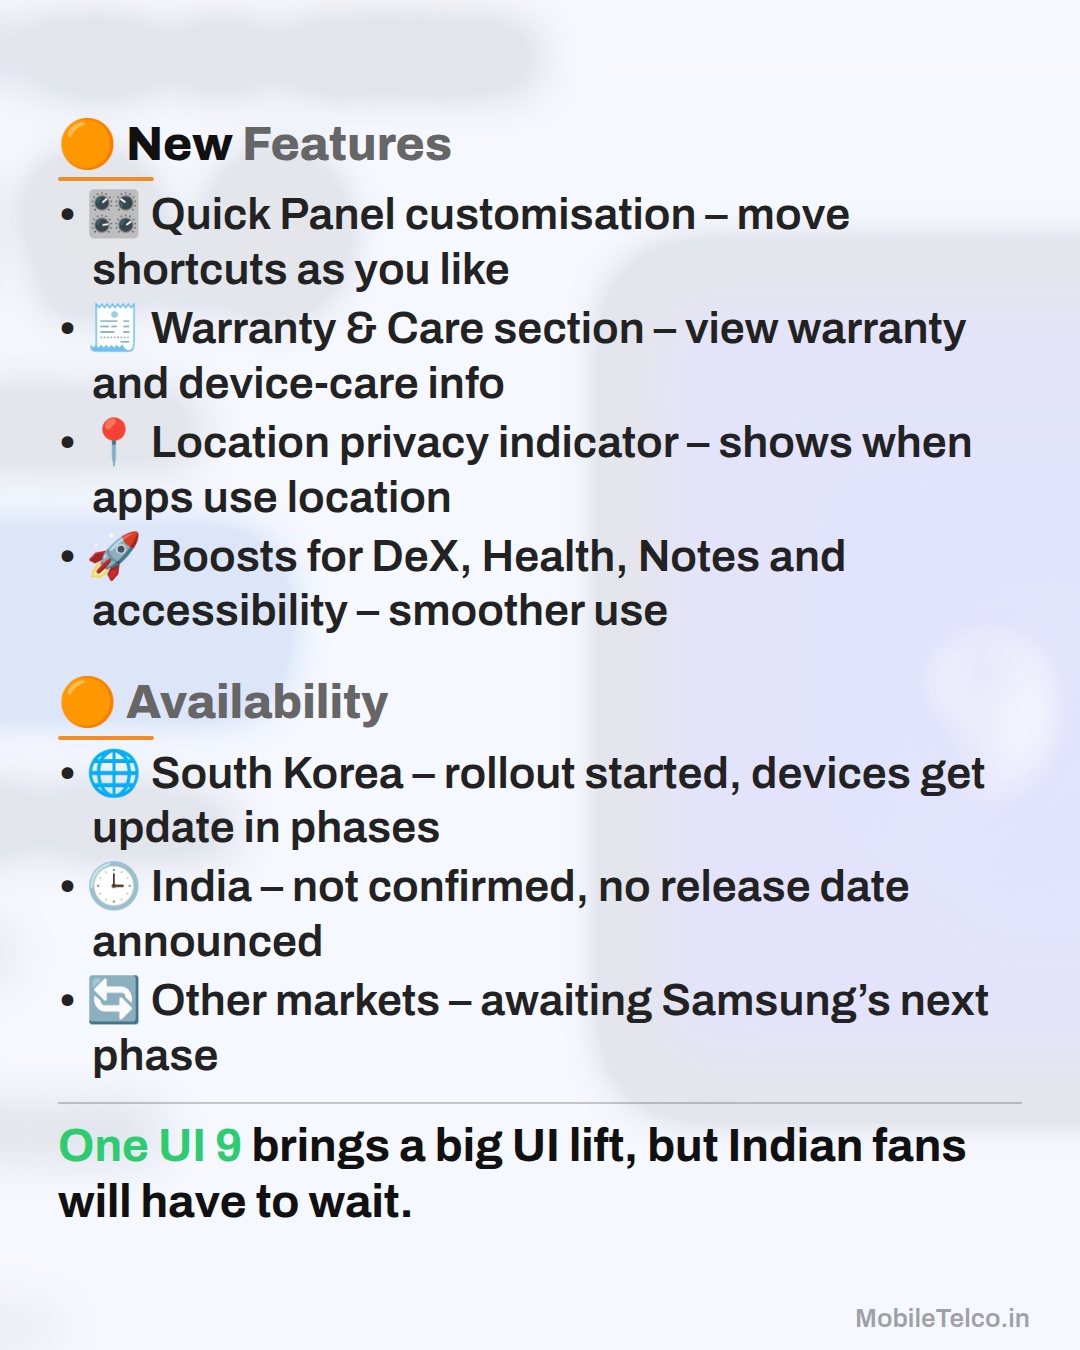 🟠 New Features
• 🎛️ Quick Panel customisation – move
shortcuts as you like
• 🧾 Warranty & Care section – view warranty
and device-care info
• 📍 Location privacy indicator – shows when
apps use location
• 🚀 Boosts for DeX, Health, Notes and
accessibility – smoother use
🟠 Availability
• 🌐 South Korea – rollout started, devices get
update in phases
• 🕒 India – not confirmed, no release date
announced
• 🔄 Other markets – awaiting Samsung’s next
phase
One UI 9 brings a big UI lift, but Indian fans
will have to wait.
MobileTelco.in